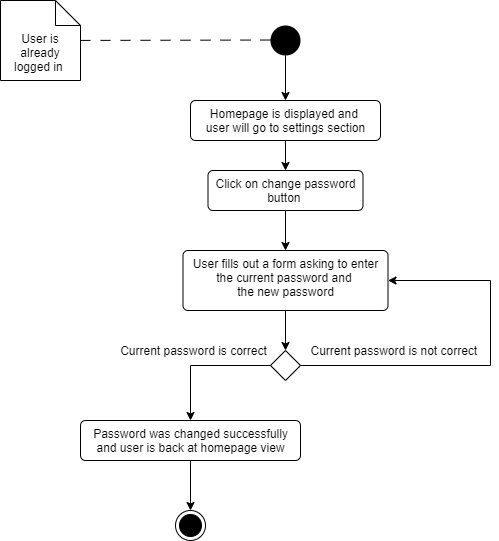 User is
already
logged in
Homepage is displayed and
user will go to settings section
Click on change password
button
User fills out a form asking to enter
the current password and
the new password
Current password is correct
Current password is not correct
Password was changed successfully
and user is back at homepage view